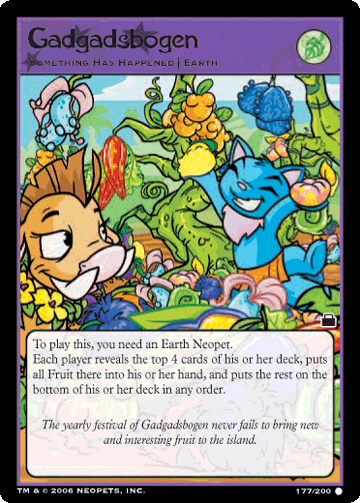 Gadgadsbogen
Something Has Happened | Earth
To play this, you need an Earth Neopet.
Each player reveals the top 4 cards of his or her deck, puts
all Fruit there into his or her hand, and puts the rest on the
bottom of his or her deck in any order.
The yearly festival of Gadgadsbogen never fails to bring new
and interesting fruit to the island.
TM & © 2006 NEOPETS, INC.
177/200